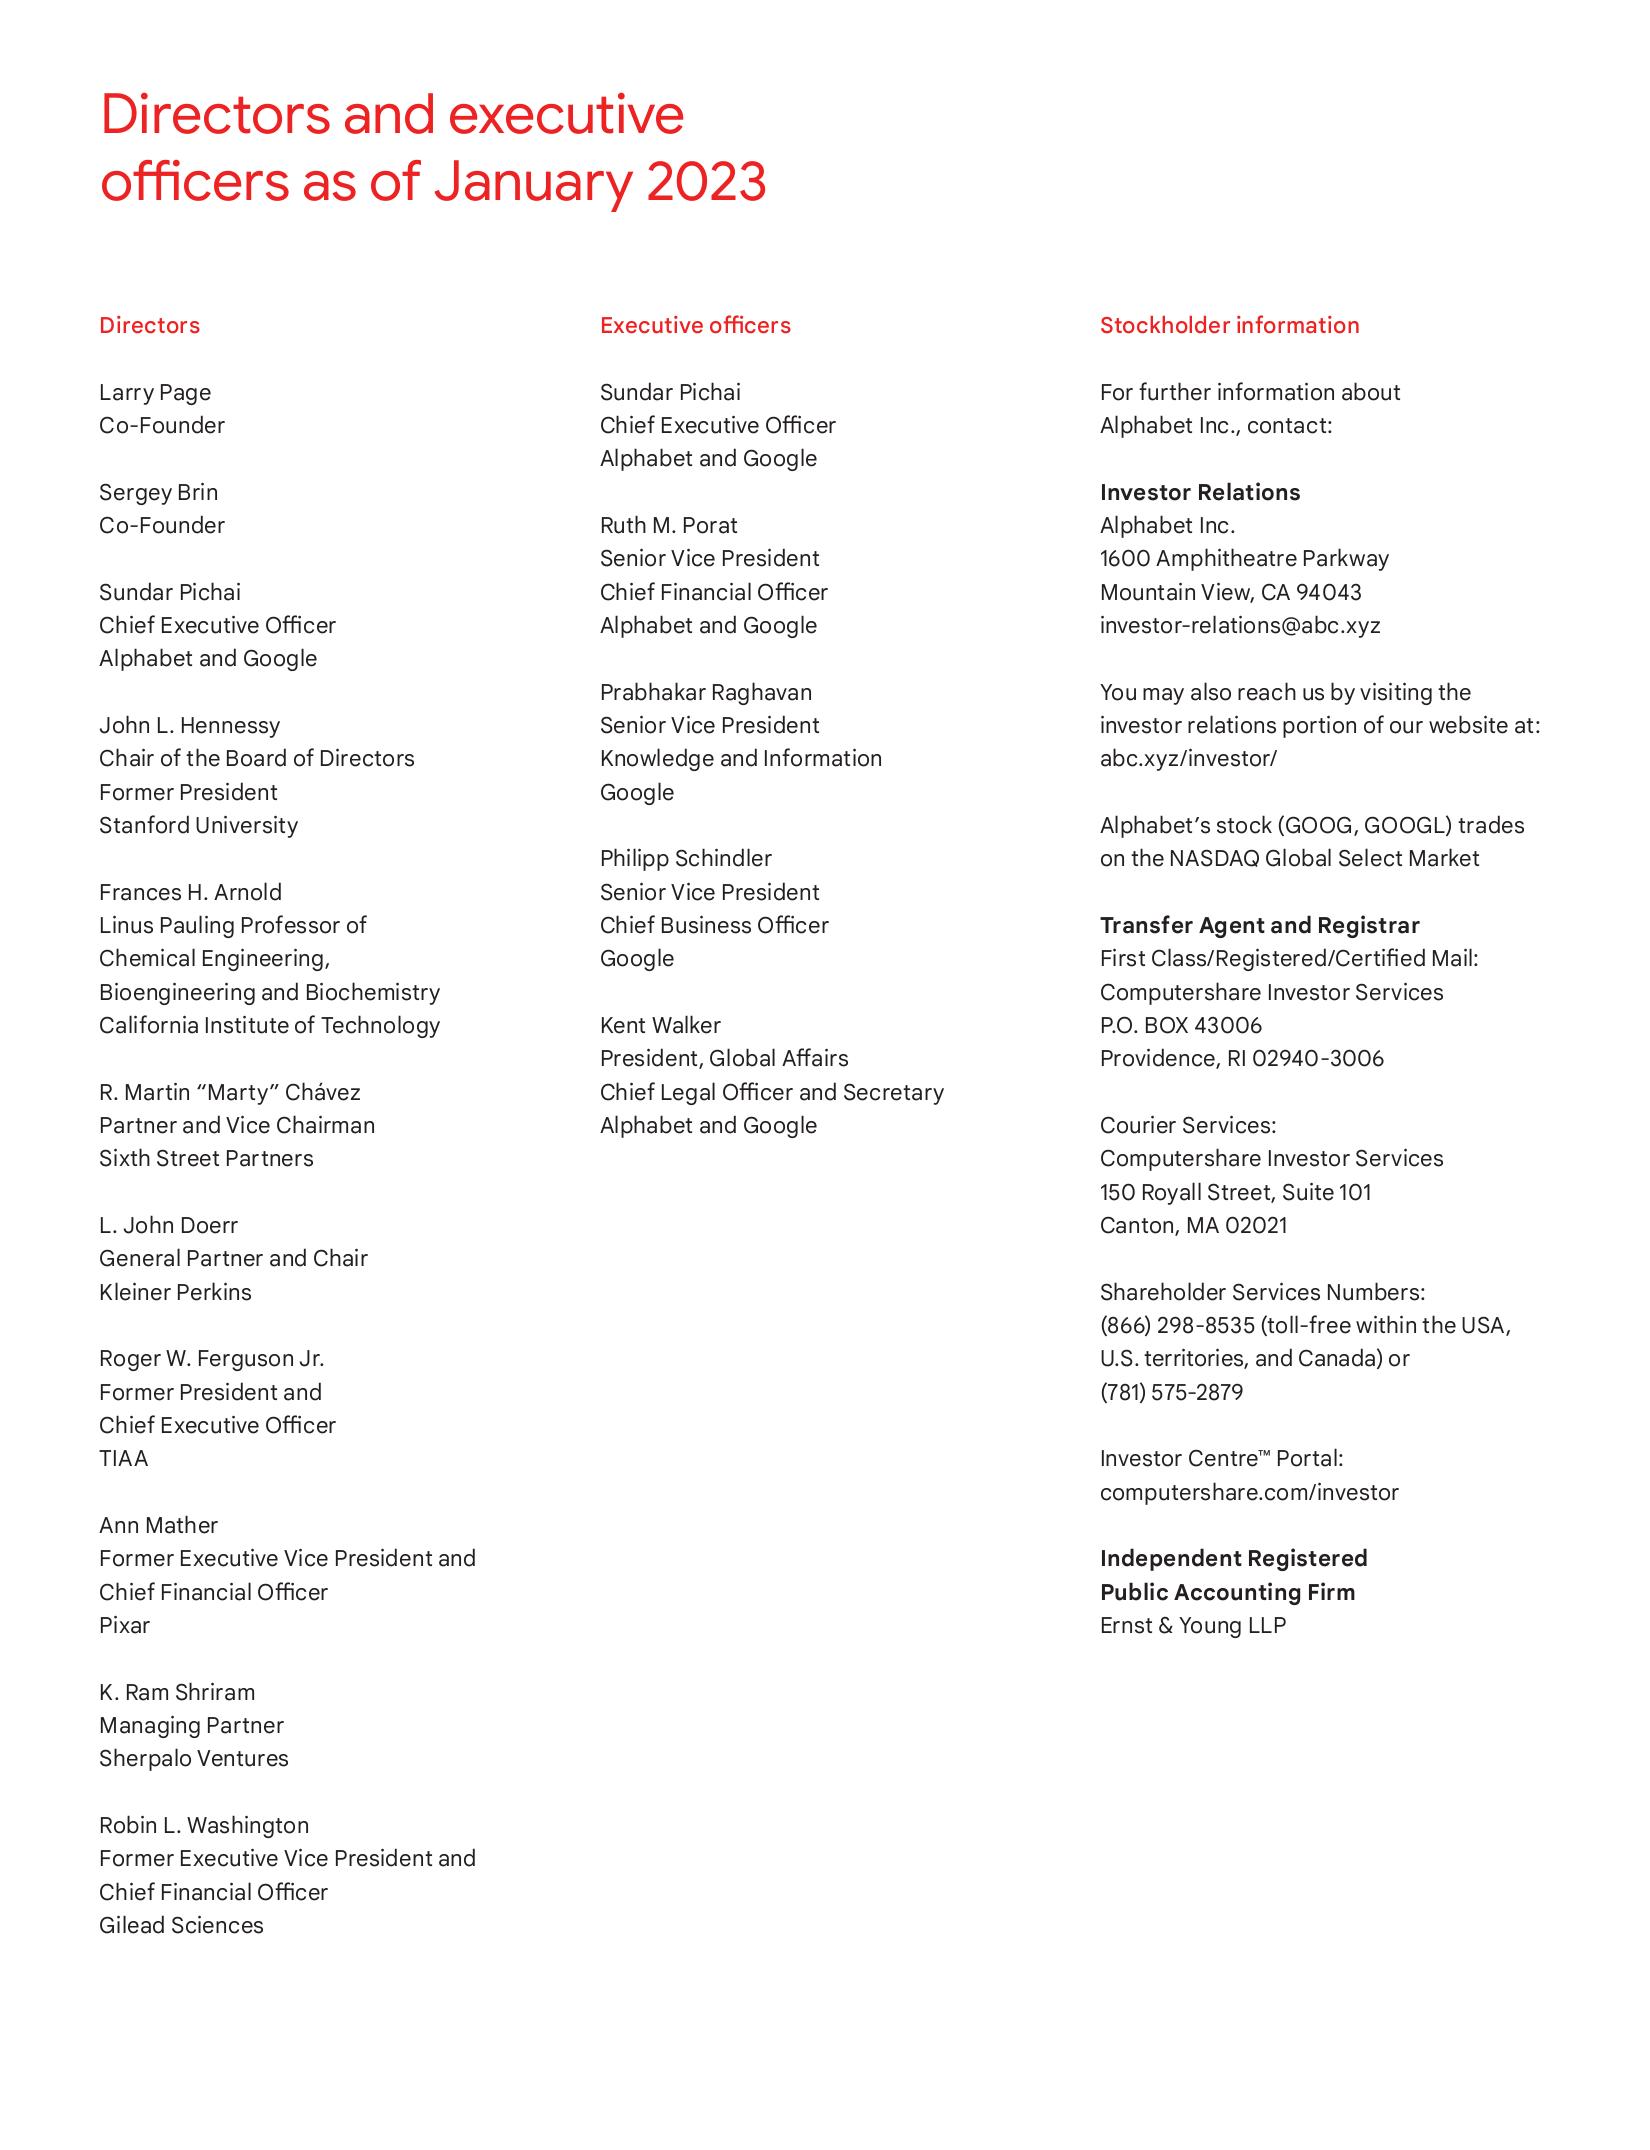 Directors and executive
officers as of January 2023
Directors
Larry Page
Co-Founder
Sergey Brin
Co-Founder
Sundar Pichai
Chief Executive Officer
Alphabet and Google
John L. Hennessy
Chair of the Board of Directors
Former President
Stanford University
Frances H. Arnold
Linus Pauling Professor of
Chemical Engineering,
Bioengineering and Biochemistry
California Institute of Technology
R. Martin “Marty” Chávez
Partner and Vice Chairman
Sixth Street Partners
L. John Doerr
General Partner and Chair
Kleiner Perkins
Roger W. Ferguson Jr.
Former President and
Chief Executive Officer
TIAA
Ann Mather
Former Executive Vice President and
Chief Financial Officer
Pixar
K. Ram Shriram
Managing Partner
Sherpalo Ventures
Robin L. Washington
Former Executive Vice President and
Chief Financial Officer
Gilead Sciences
Executive officers
Sundar Pichai
Chief Executive Officer
Alphabet and Google
Ruth M. Porat
Senior Vice President
Chief Financial Officer
Alphabet and Google
Prabhakar Raghavan
Senior Vice President
Knowledge and Information
Google
Philipp Schindler
Senior Vice President
Chief Business Officer
Google
Kent Walker
President, Global Affairs
Chief Legal Officer and Secretary
Alphabet and Google
Stockholder information
For further information about
Alphabet Inc., contact:
Investor Relations
Alphabet Inc.
1600 Amphitheatre Parkway
Mountain View, CA 94043
investor-relations@abc.xyz
You may also reach us by visiting the
investor relations portion of our website at:
abc.xyz/investor/
Alphabet’s stock (GOOG, GOOGL) trades
on the NASDAQ Global Select Market
Transfer Agent and Registrar
First Class/Registered/Certified Mail:
Computershare Investor Services
P.O. BOX 43006
Providence, RI 02940-3006
Courier Services:
Computershare Investor Services
150 Royall Street, Suite 101
Canton, MA 02021
Shareholder Services Numbers:
(866) 298-8535 (toll-free within the USA,
U.S. territories, and Canada) or
(781) 575-2879
Investor Centre™ Portal:
computershare.com/investor
Independent Registered
Public Accounting Firm
Ernst & Young LLP